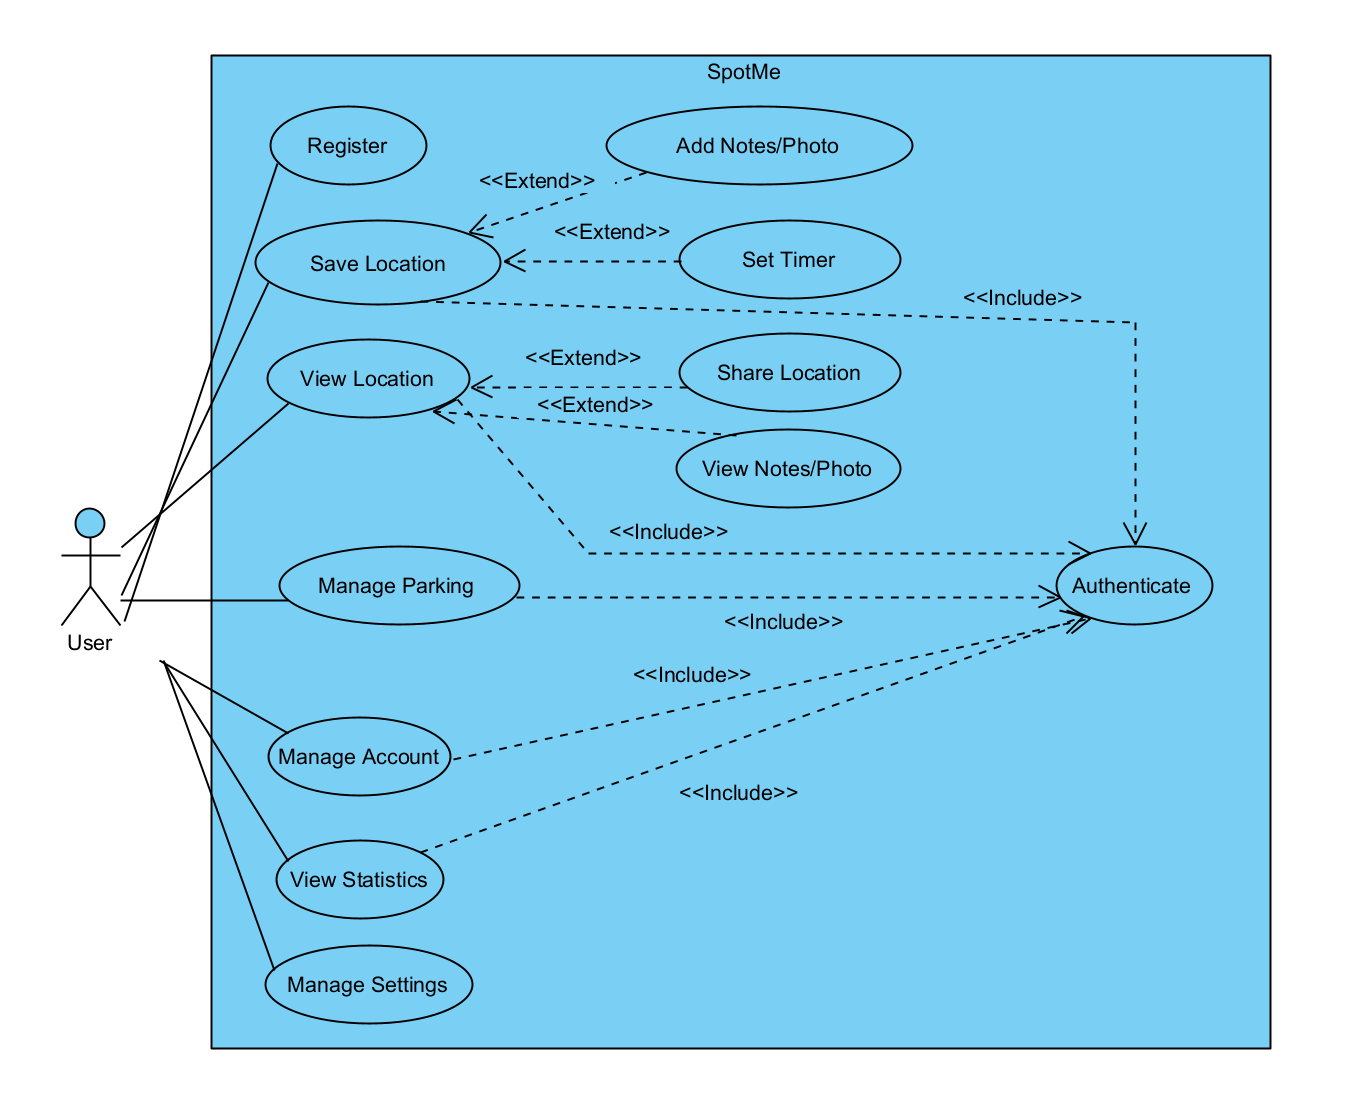 SpotMe
Register
Add Notes/Photo
<<Extend>>
<<Extend>>
Save Location
Set Timer
<<Include>>
<<Extend>>
View Location
Share Location
<<Extend>>
View Notes/Photo
<<Include>>
Manage Parking
Authenticate
<<Include>>
User
<<Include>>
Manage Account
<<Include>>
View Statistics
Manage Settings